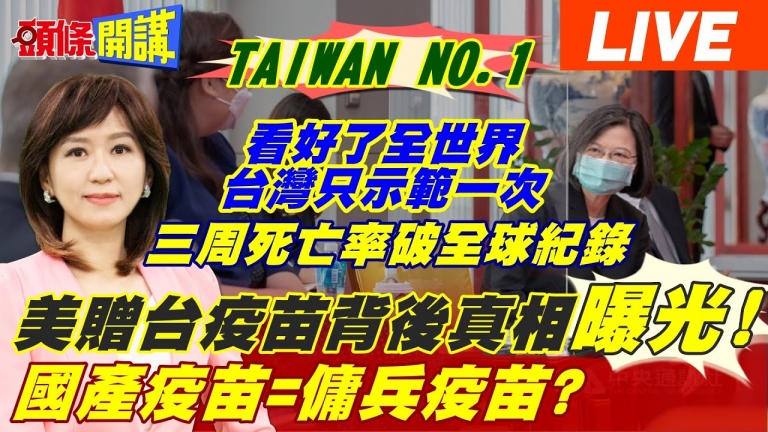 頭條開講
LIVE
TAIWAN NO.1
看好了全世界
台灣只示範一次
三周死亡率破全球紀錄
美贈台疫苗背後真相曝光!
國產疫苗=傭兵疫苗?